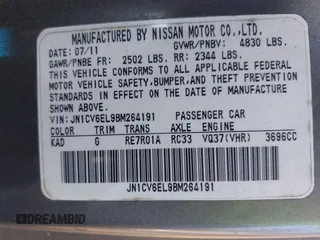 MANUFACTURED BY NISSAN MOTOR CO.,LTD.
DATE: 07/11 GVWR/PNBV: 4830 LBS.
GAWR/PNBE FR: 2502 LBS. RR: 2344 LBS.
THIS VEHICLE CONFORMS TO ALL APPLICABLE FEDERAL
MOTOR VEHICLE SAFETY, BUMPER, AND THEFT PREVENTION
STANDARDS IN EFFECT ON THE DATE OF MANUFACTURE
SHOWN ABOVE.
VIN: JN1CV6EL9BM264191 PASSENGER CAR
COLOR TRIM TRANS AXLE ENGINE
KAD G RE7R01A RC33 VQ37(VHR) 3696CC
JN1CV6EL9BM264191
DREAMBID